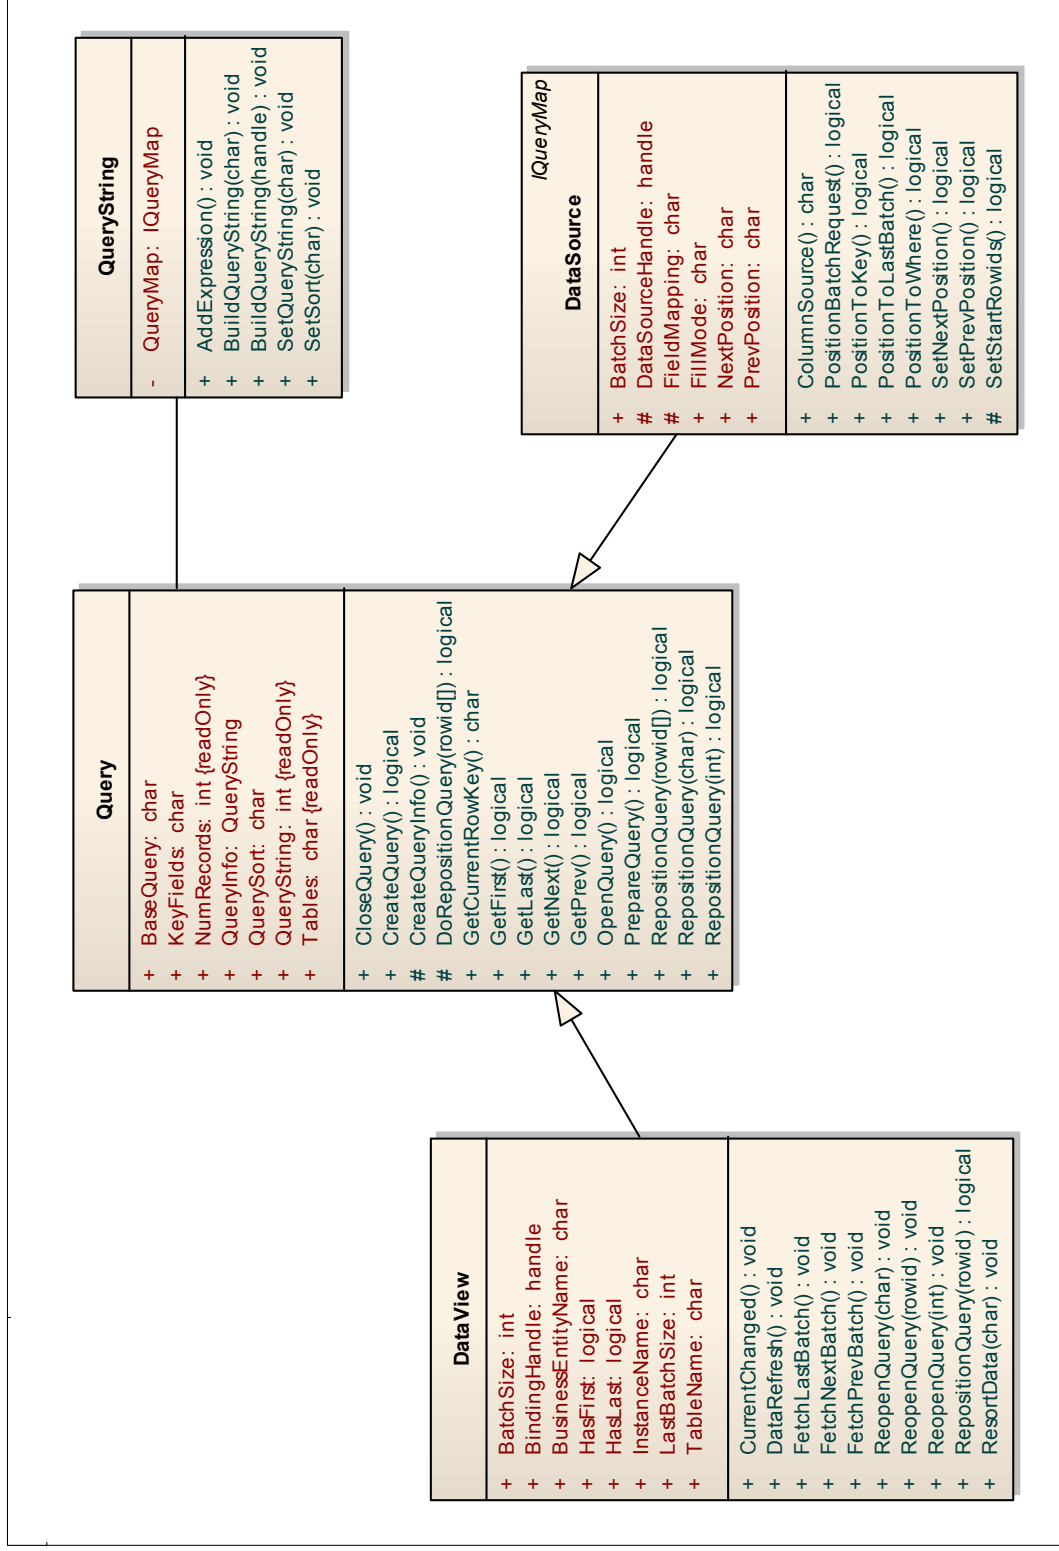 DataView
+ BatchSize: int
+ BindingHandle: handle
+ BusinessEntityName: char
+ HasFirst: logical
+ HasLast: logical
+ InstanceName: char
+ LastBatchSize: int
+ TableName: char
+ CurrentChanged() : void
+ DataRefresh() : void
+ FetchLastBatch() : void
+ FetchNextBatch() : void
+ FetchPrevBatch() : void
+ ReopenQuery(char) : void
+ ReopenQuery(rowid) : void
+ ReopenQuery(int) : void
+ RepositionQuery(rowid) : logical
+ ResortData(char) : void
Query
+ BaseQuery: char
+ KeyFields: char
+ NumRecords: int {readOnly}
+ QueryInfo: QueryString
+ QuerySort: char
+ QueryString: int {readOnly}
+ Tables: char {readOnly}
+ CloseQuery() : void
+ CreateQuery() : logical
# CreateQueryInfo() : void
# DoRepositionQuery(rowid[]) : logical
+ GetCurrentRowKey() : char
+ GetFirst() : logical
+ GetLast() : logical
+ GetNext() : logical
+ GetPrev() : logical
+ OpenQuery() : logical
+ PrepareQuery() : logical
+ RepositionQuery(rowid[]) : logical
+ RepositionQuery(char) : logical
+ RepositionQuery(int) : logical
QueryString
- QueryMap: IQueryMap
+ AddExpression() : void
+ BuildQueryString(char) : void
+ BuildQueryString(handle) : void
+ SetQueryString(char) : void
+ SetSort(char) : void
IQueryMap
DataSource
+ BatchSize: int
# DataSourceHandle: handle
# FieldMapping: char
+ FillMode: char
+ NextPosition: char
+ PrevPosition: char
+ ColumnSource() : char
+ PositionBatchRequest() : logical
+ PositionToKey() : logical
+ PositionToLastBatch() : logical
+ PositionToWhere() : logical
+ SetNextPosition() : logical
+ SetPrevPosition() : logical
# SetStartRowids() : logical